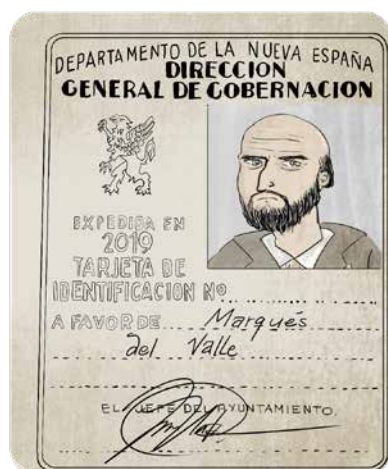 DEPARTAMENTO DE LA NUEVA ESPAÑA
DIRECCION
GENERAL DE GOBERNACION
EXPEDIDA EN
2019
TARJETA DE
IDENTIFICACION Nº
A FAVOR DE Marqués
del Valle
EL JEFE DEL AYUNTAMIENTO.